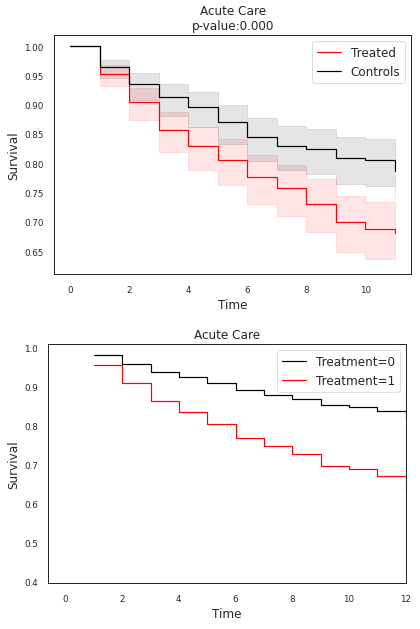 Acute Care
p-value:0.000
1.00
0.95
0.90
0.85
0.80
0.75
0.70
0.65
Survival
Treated
Controls
0 2 4 6 8 10
Time
Acute Care
1.0
0.9
0.8
0.7
0.6
0.5
0.4
Survival
Treatment=0
Treatment=1
0 2 4 6 8 10 12
Time